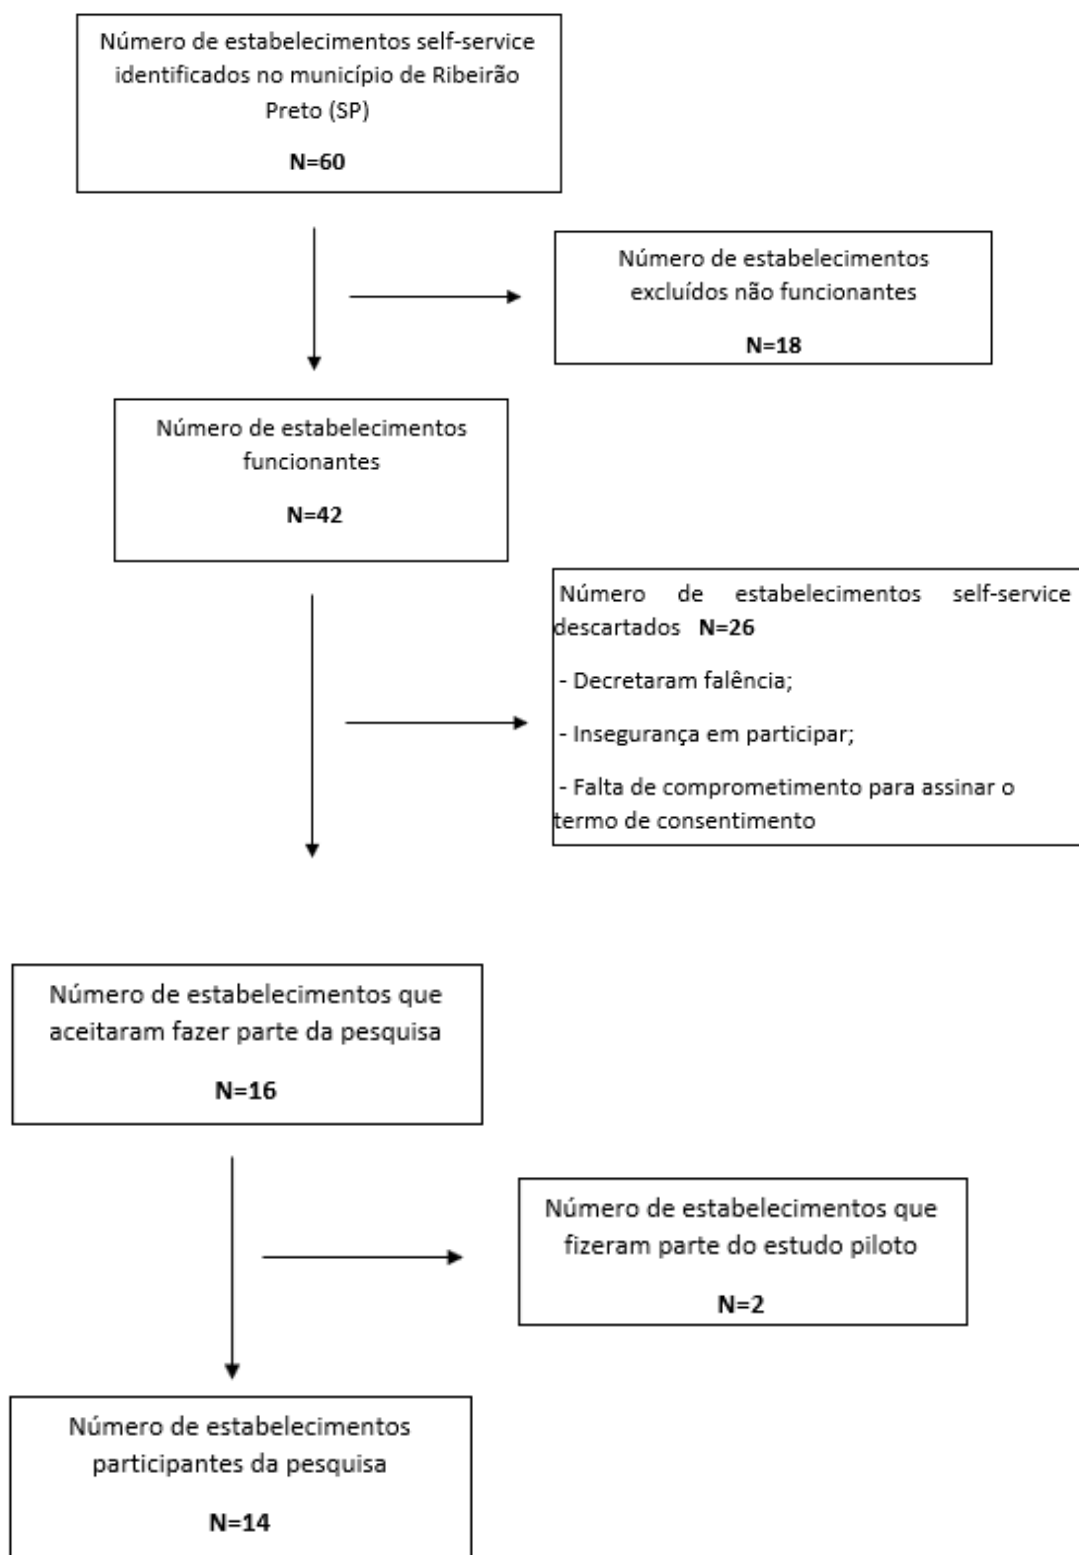 Número de estabelecimentos self-service
identificados no município de Ribeirão
Preto (SP)
N=60
Número de estabelecimentos
excluídos não funcionantes
N=18
Número de estabelecimentos
funcionantes
N=42
Número de estabelecimentos self-service
descartados N=26
- Decretaram falência;
- Insegurança em participar;
- Falta de comprometimento para assinar o
termo de consentimento
Número de estabelecimentos que
aceitaram fazer parte da pesquisa
N=16
Número de estabelecimentos que
fizeram parte do estudo piloto
N=2
Número de estabelecimentos
participantes da pesquisa
N=14